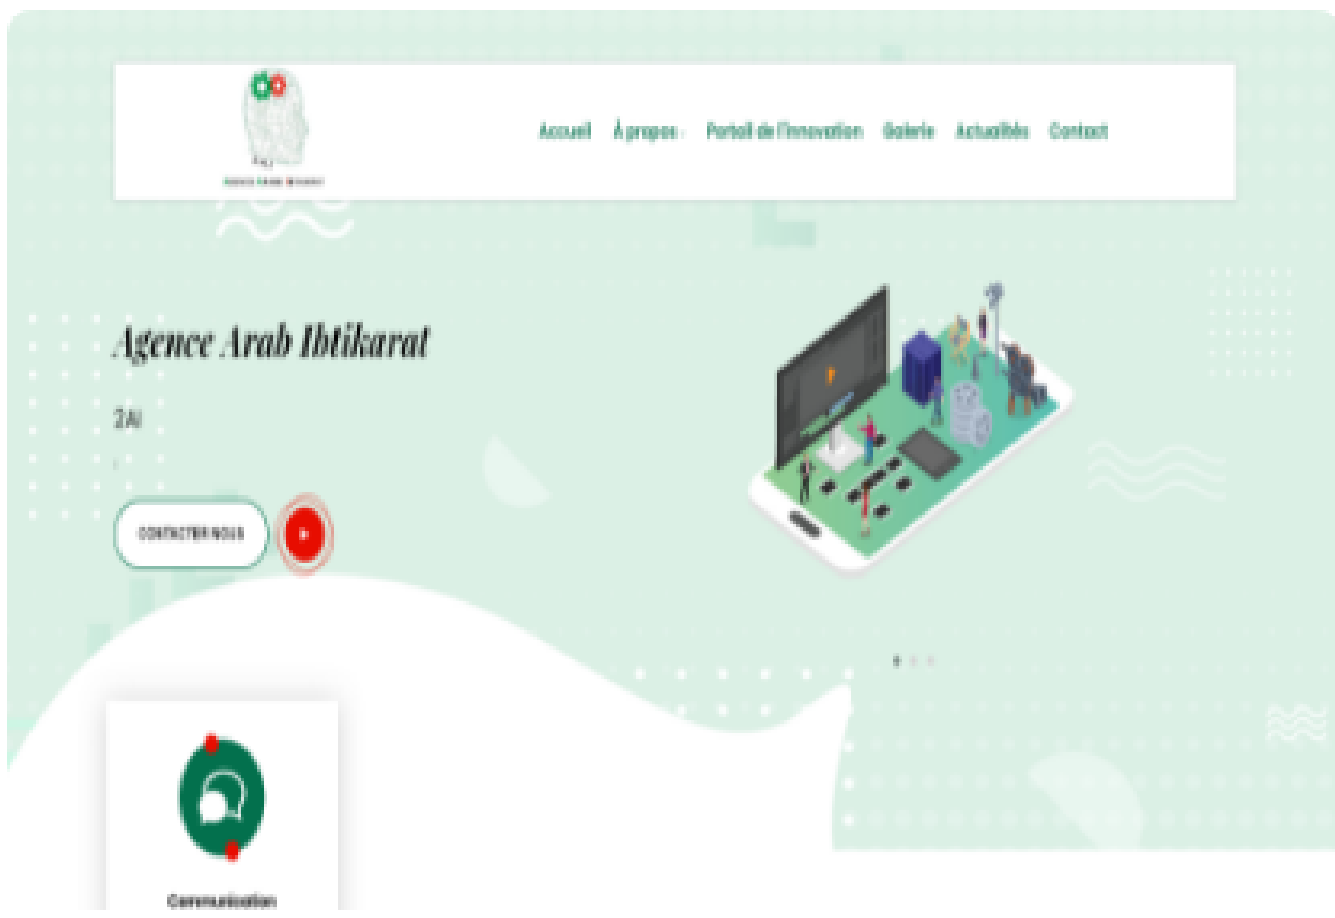 Accueil À propos Portail de l'Innovation Galerie Actualités Contact
Agence Arab Ibtikarat
2AI
CONTACTER NOUS
Communication